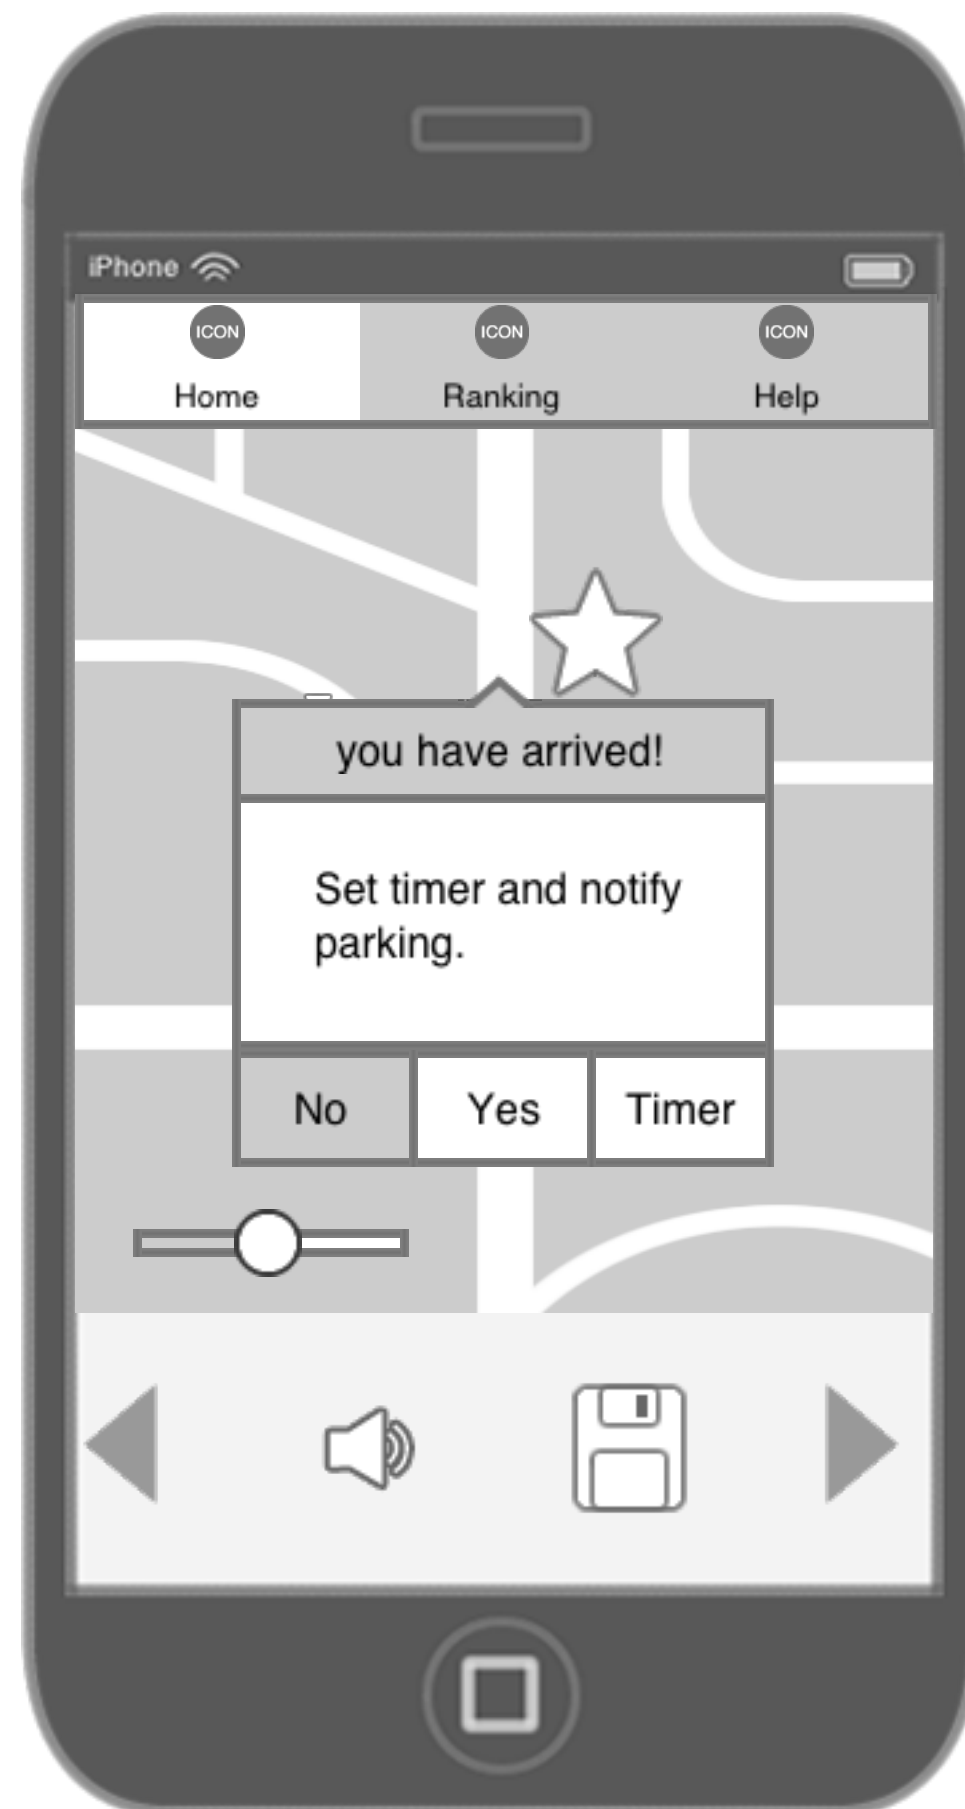 iPhone
ICON ICON ICON
Home Ranking Help
you have arrived!
Set timer and notify
parking.
No Yes Timer